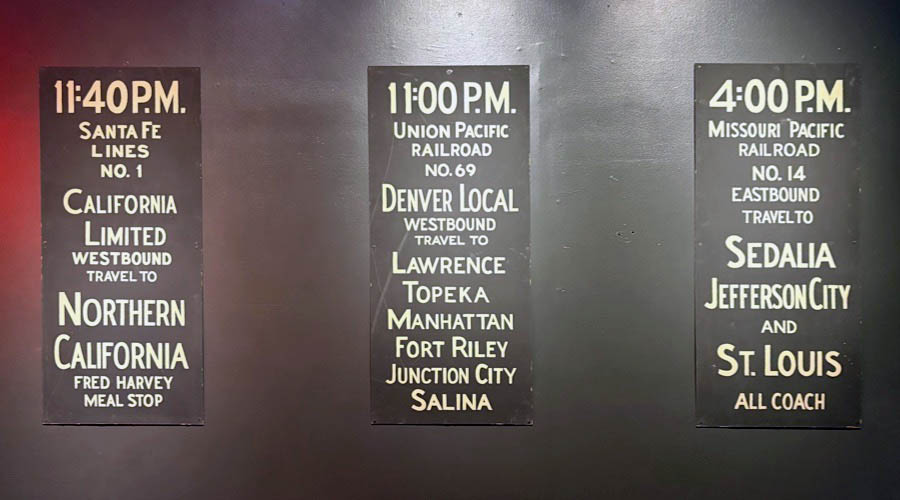 11:40 P.M.
SANTA FE
LINES
NO. 1
CALIFORNIA
LIMITED
WESTBOUND
TRAVEL TO
NORTHERN
CALIFORNIA
FRED HARVEY
MEAL STOP
11:00 P.M.
UNION PACIFIC
RAILROAD
NO. 69
DENVER LOCAL
WESTBOUND
TRAVEL TO
LAWRENCE
TOPEKA
MANHATTAN
FORT RILEY
JUNCTION CITY
SALINA
4:00 P.M.
MISSOURI PACIFIC
RAILROAD
NO. 14
EASTBOUND
TRAVEL TO
SEDALIA
JEFFERSON CITY
AND
ST. LOUIS
ALL COACH